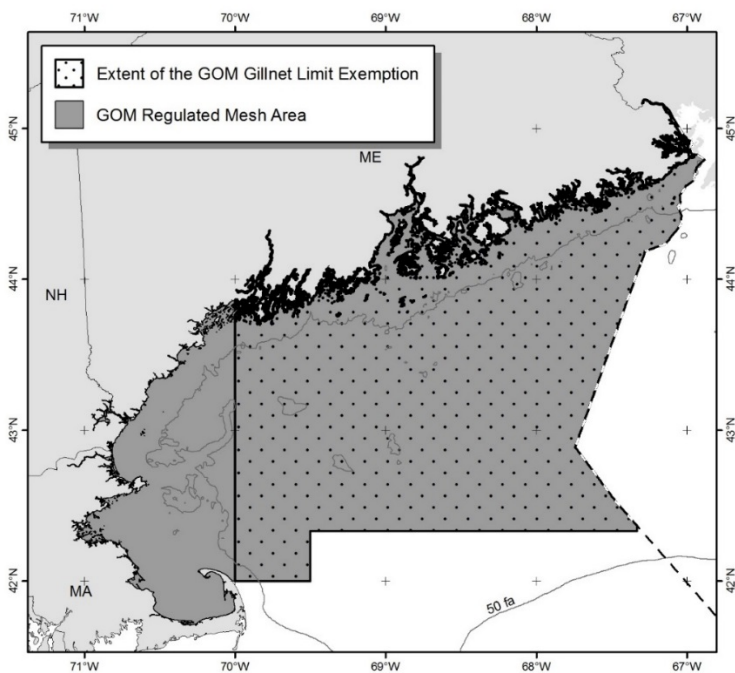 71°W 70°W 69°W 68°W 67°W
Extent of the GOM Gillnet Limit Exemption
GOM Regulated Mesh Area
45°N 45°N
ME
44°N 44°N
NH
43°N 43°N
42°N 42°N
MA
50 fa
71°W 70°W 69°W 68°W 67°W